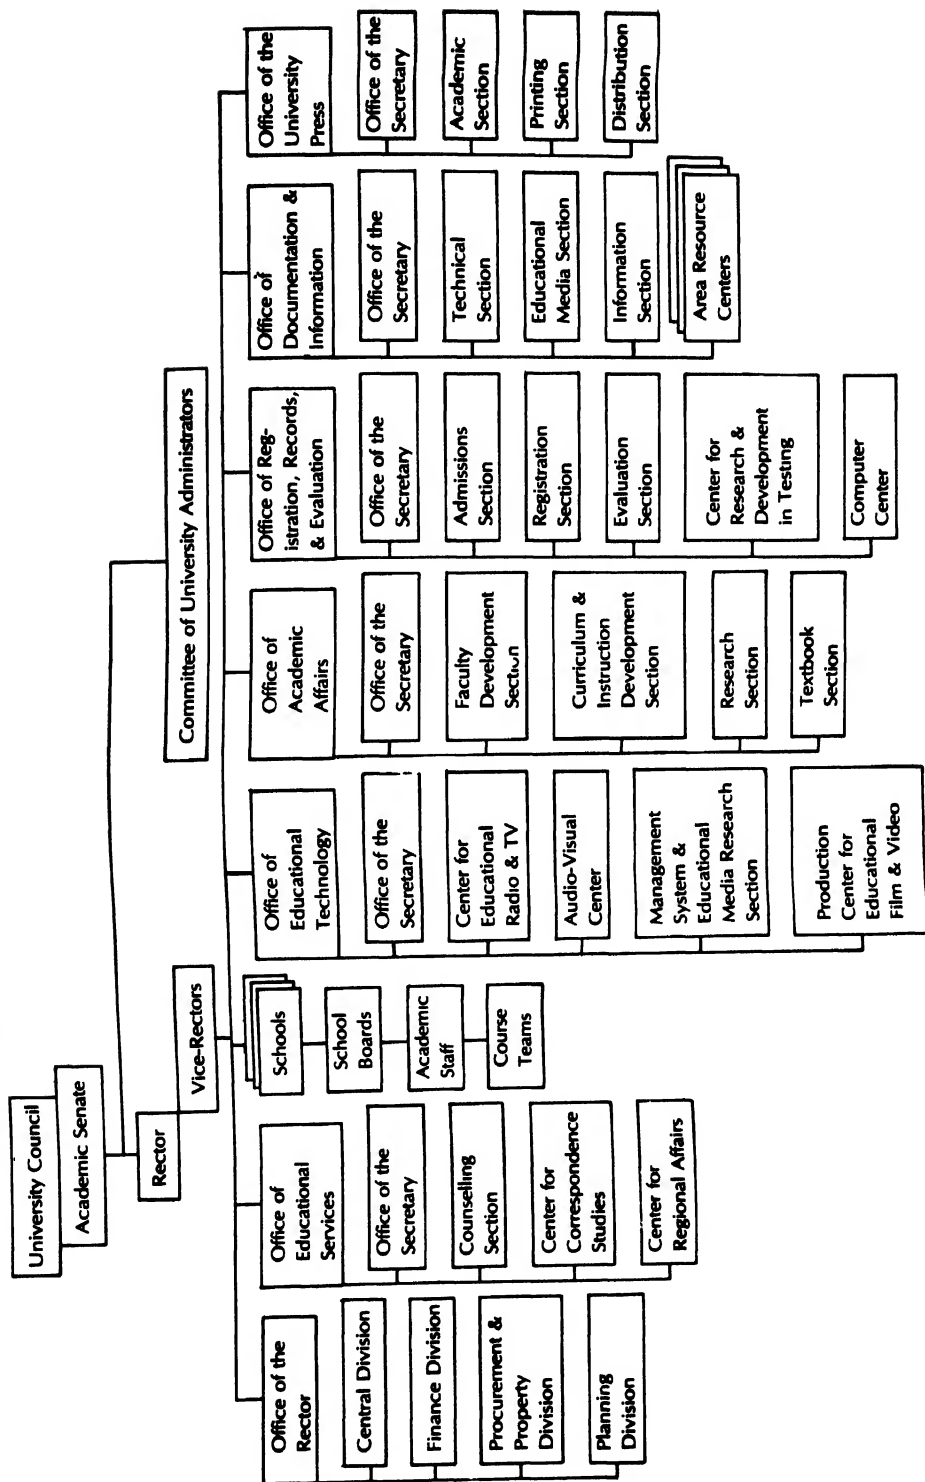 University Council
Academic Senate
Rector
Vice-Rectors
Committee of University Administrators
Office of the
Rector
Central Division
Finance Division
Procurement &
Property
Division
Planning
Division
Office of
Educational
Services
Office of the
Secretary
Counselling
Section
Center for
Correspondence
Studies
Center for
Regional Affairs
Schools
School
Boards
Academic
Staff
Course
Teams
Office of
Educational
Technology
Office of the
Secretary
Center for
Educational
Radio & TV
Audio-Visual
Center
Management
System &
Educational
Media Research
Section
Production
Center for
Educational
Film & Video
Office of
Academic
Affairs
Office of the
Secretary
Faculty
Development
Section
Curriculum &
Instruction
Development
Section
Research
Section
Textbook
Section
Office of Reg-
istration, Records,
& Evaluation
Office of the
Secretary
Admissions
Section
Registration
Section
Evaluation
Section
Center for
Research &
Development
in Testing
Computer
Center
Office of
Documentation &
Information
Office of the
Secretary
Technical
Section
Educational
Media Section
Information
Section
Area Resource
Centers
Office of the
University
Press
Office of the
Secretary
Academic
Section
Printing
Section
Distribution
Section